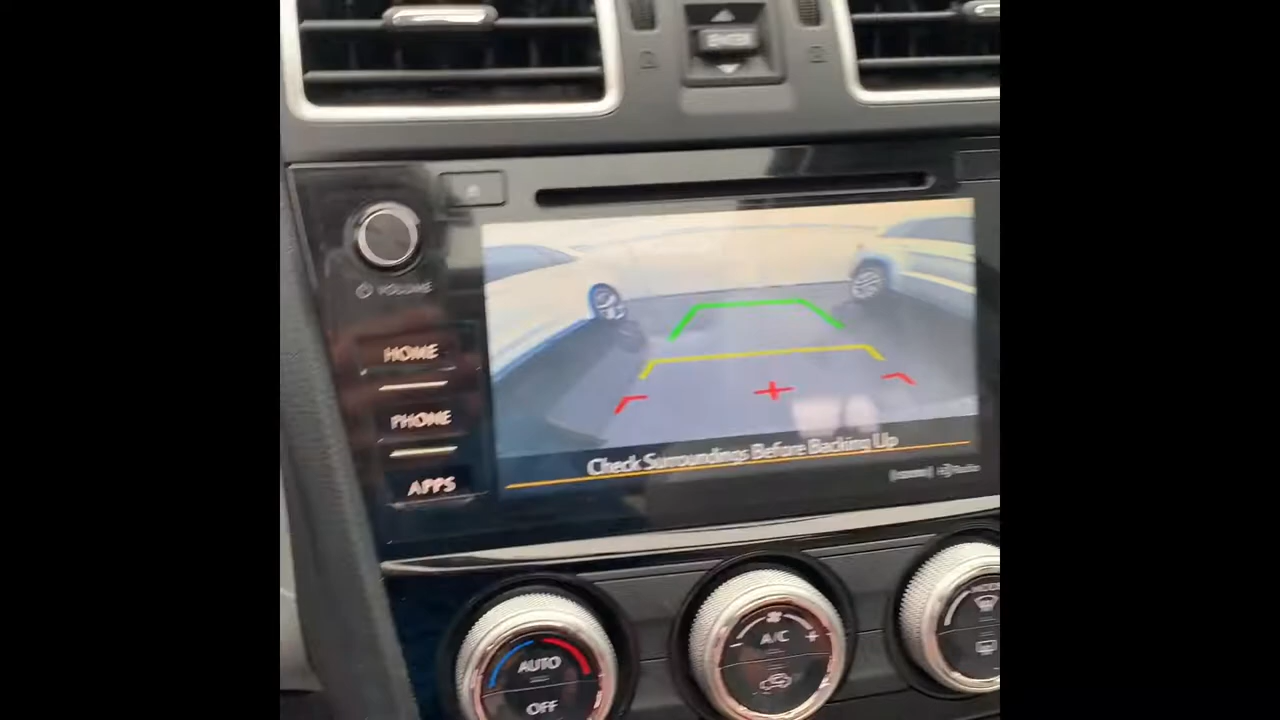 VOLUME
HOME
PHONE
APPS
Check Surroundings Before Backing Up
AUTO
OFF
A/C
- +